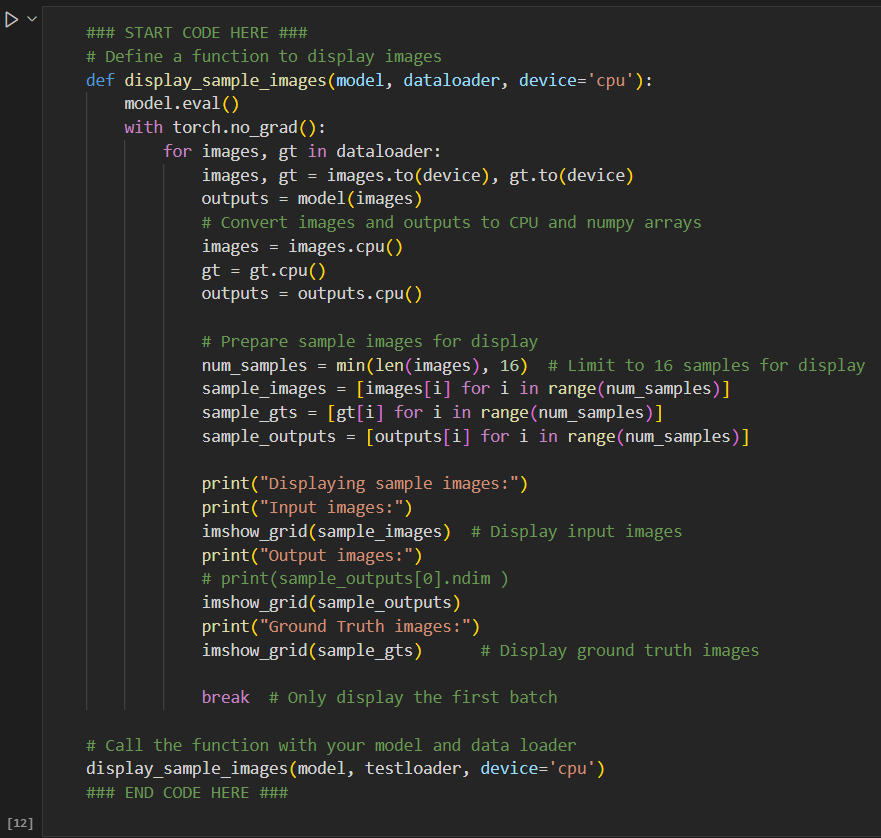 ### START CODE HERE ###
# Define a function to display images
def display_sample_images(model, dataloader, device='cpu'):
    model.eval()
    with torch.no_grad():
        for images, gt in dataloader:
            images, gt = images.to(device), gt.to(device)
            outputs = model(images)
            # Convert images and outputs to CPU and numpy arrays
            images = images.cpu()
            gt = gt.cpu()
            outputs = outputs.cpu()

            # Prepare sample images for display
            num_samples = min(len(images), 16)  # Limit to 16 samples for display
            sample_images = [images[i] for i in range(num_samples)]
            sample_gts = [gt[i] for i in range(num_samples)]
            sample_outputs = [outputs[i] for i in range(num_samples)]

            print("Displaying sample images:")
            print("Input images:")
            imshow_grid(sample_images)  # Display input images
            print("Output images:")
            # print(sample_outputs[0].ndim )
            imshow_grid(sample_outputs)
            print("Ground Truth images:")
            imshow_grid(sample_gts)      # Display ground truth images

            break  # Only display the first batch

# Call the function with your model and data loader
display_sample_images(model, testloader, device='cpu')
### END CODE HERE ###
[12]